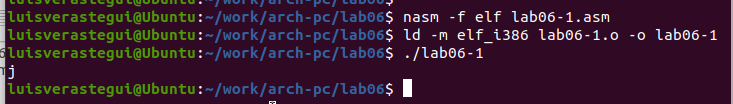 luisverastegui@Ubuntu:~/work/arch-pc/lab06$ nasm -f elf lab06-1.asm
luisverastegui@Ubuntu:~/work/arch-pc/lab06$ ld -m elf_i386 lab06-1.o -o lab06-1
luisverastegui@Ubuntu:~/work/arch-pc/lab06$ ./lab06-1
j
luisverastegui@Ubuntu:~/work/arch-pc/lab06$